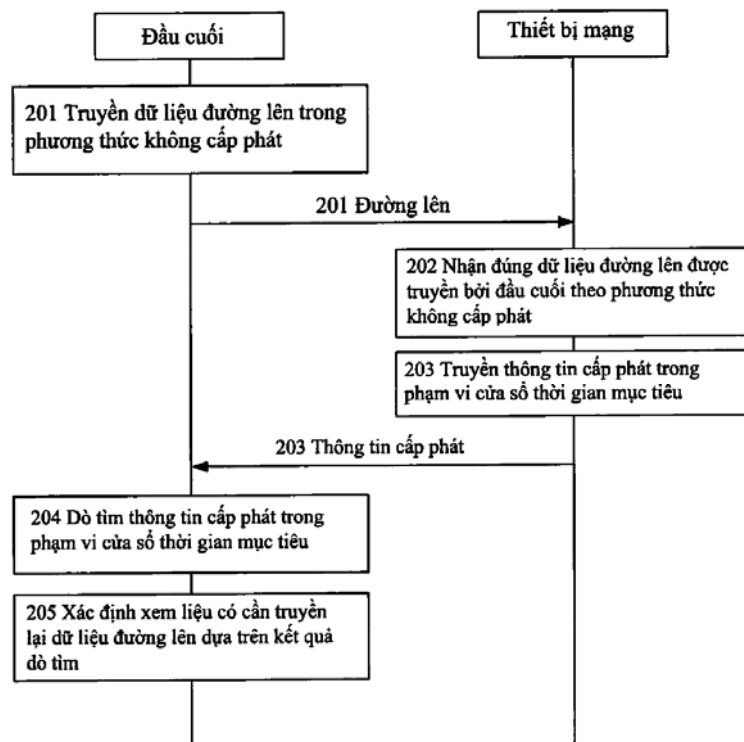 Đầu cuối
Thiết bị mạng
201 Truyền dữ liệu đường lên trong
phương thức không cấp phát
201 Đường lên
202 Nhận đúng dữ liệu đường lên được
truyền bởi đầu cuối theo phương thức
không cấp phát
203 Truyền thông tin cấp phát trong
phạm vi cửa sổ thời gian mục tiêu
203 Thông tin cấp phát
204 Dò tìm thông tin cấp phát trong
phạm vi cửa sổ thời gian mục tiêu
205 Xác định xem liệu có cần truyền
lại dữ liệu đường lên dựa trên kết quả
dò tìm